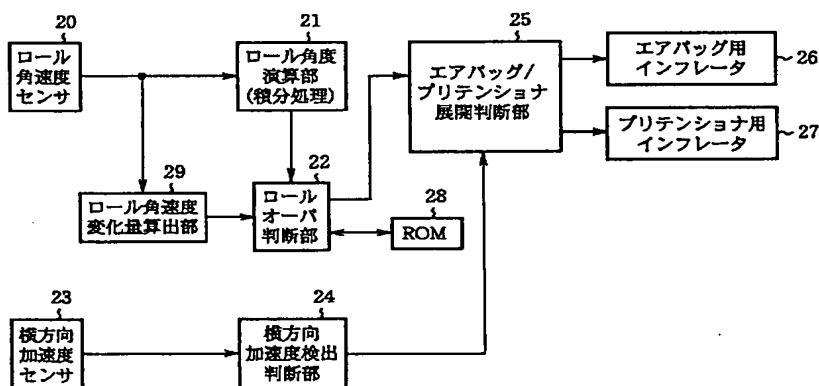 20
ロール
角速度
センサ
21
ロール角度
演算部
(積分処理)
25
エアバッグ/
プリテンショナ
展開判断部
エアバッグ用
インフレータ
26
プリテンショナ用
インフレータ
27
29
ロール角速度
変化量算出部
22
ロール
オーバ
判断部
28
ROM
23
横方向
加速度
センサ
24
横方向
加速度検出
判断部